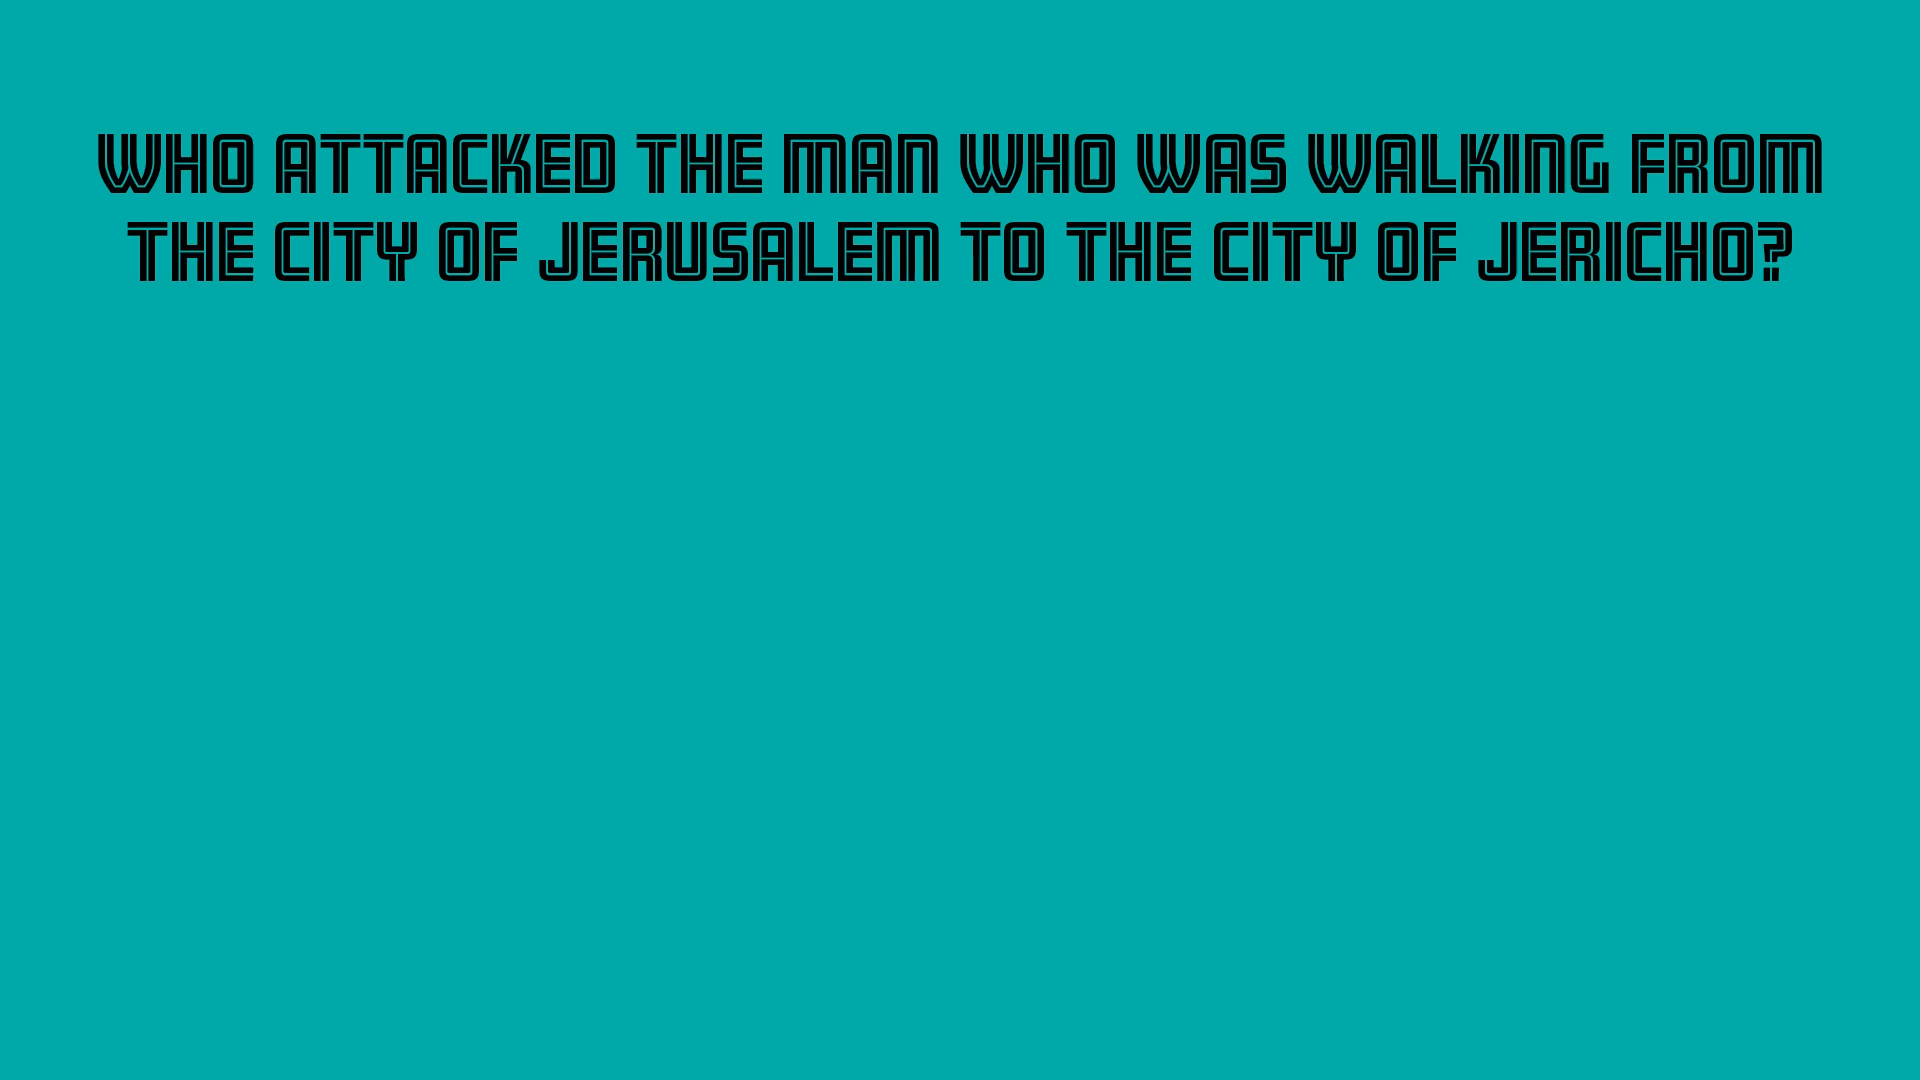 WHO ATTACKED THE MAN WHO WAS WALKING FROM
THE CITY OF JERUSALEM TO THE CITY OF JERICHO?